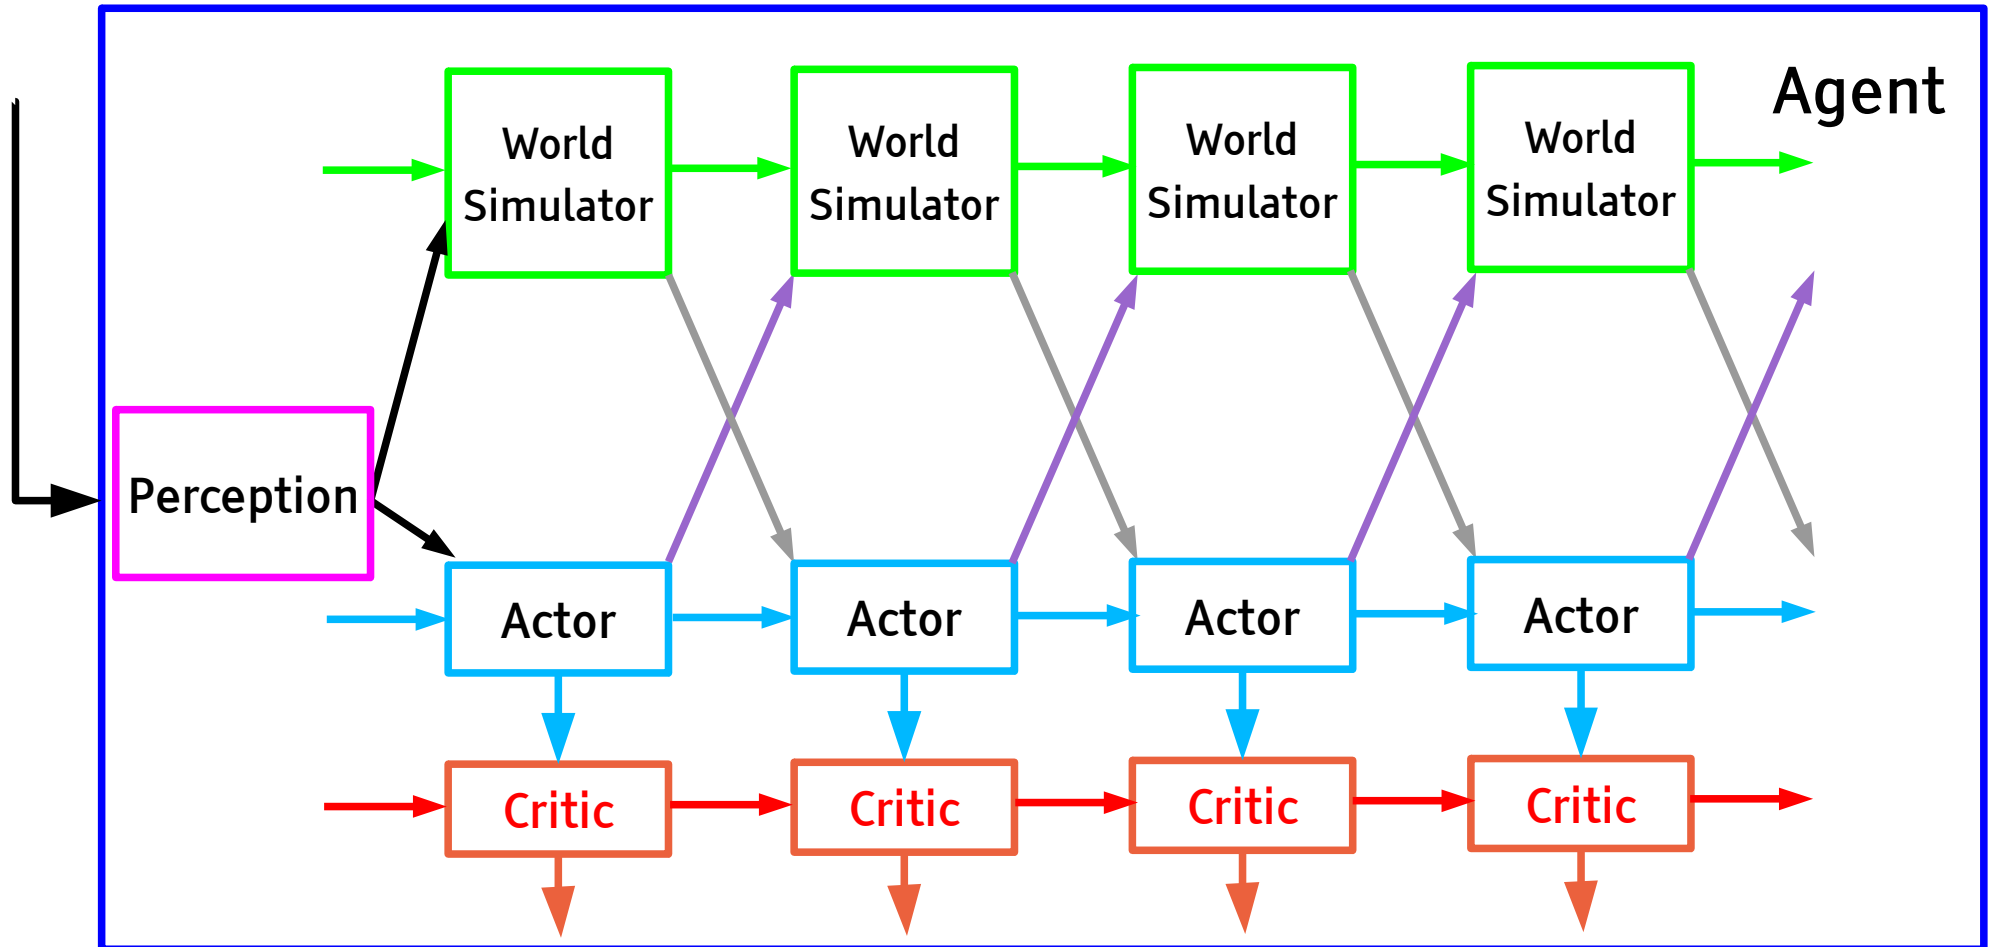 Agent
World
Simulator
World
Simulator
World
Simulator
World
Simulator
Perception
Actor
Actor
Actor
Actor
Critic
Critic
Critic
Critic